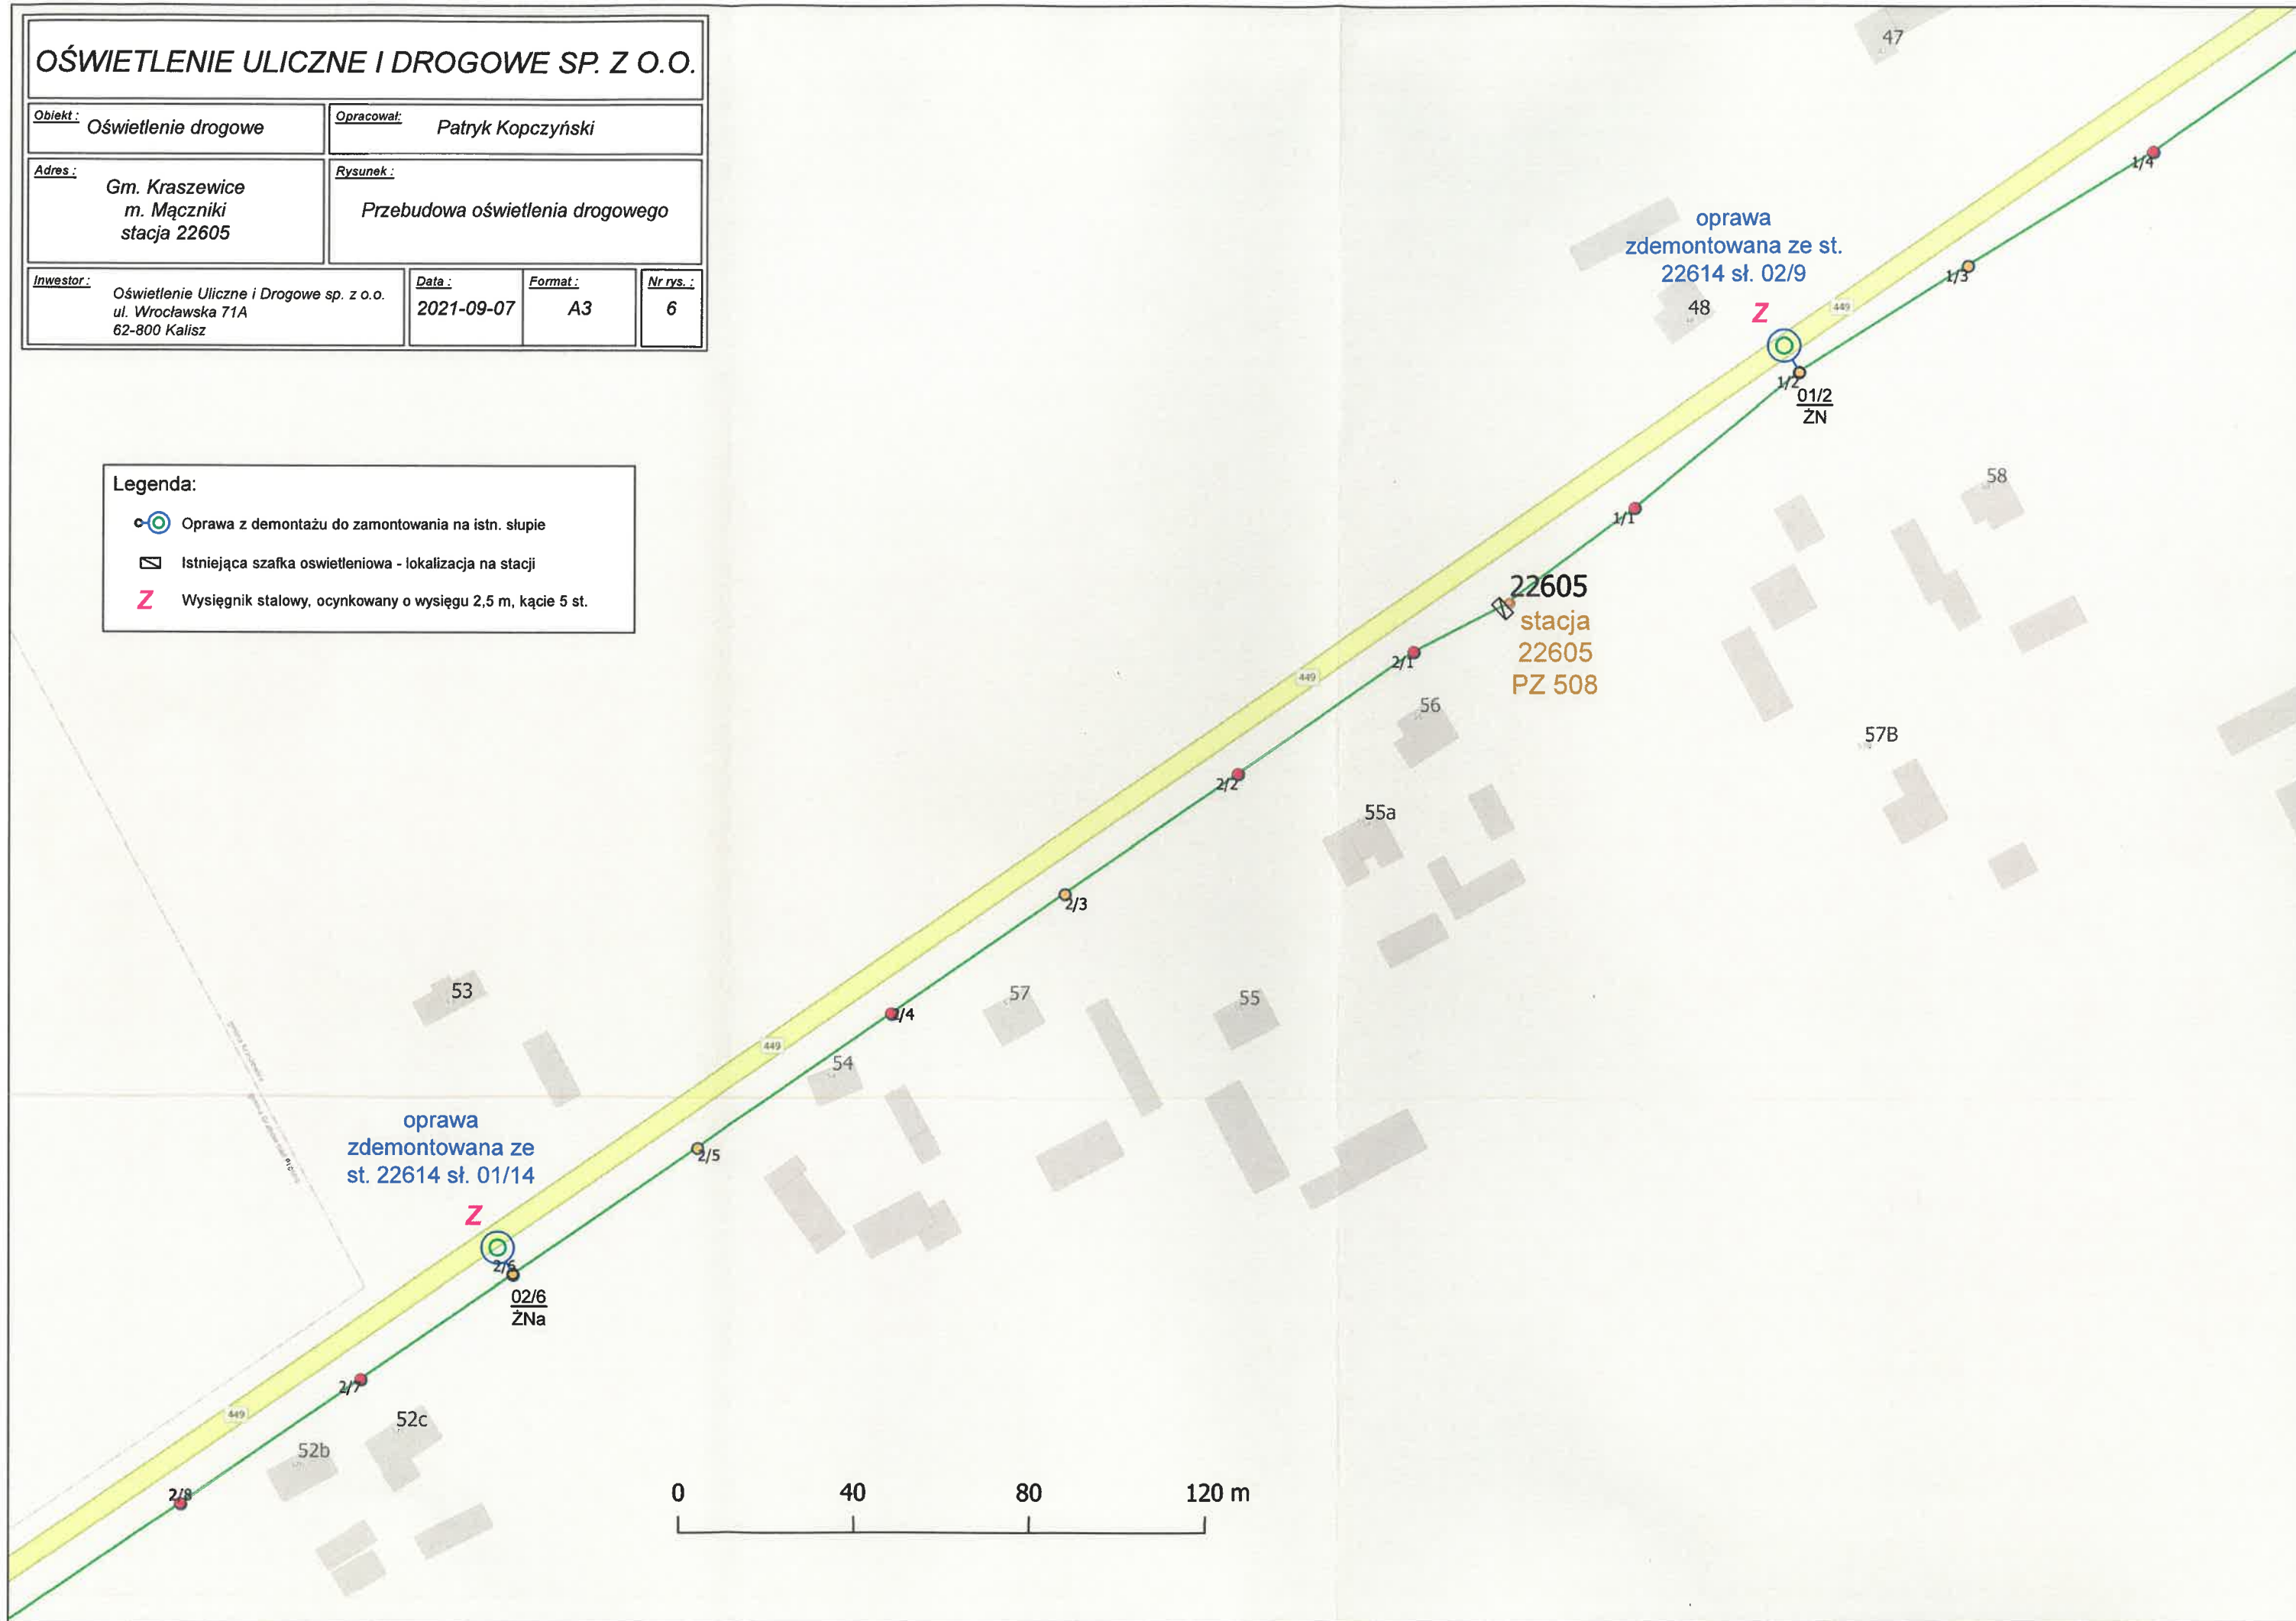 OŚWIETLENIE ULICZNE I DROGOWE SP. Z O.O.
Obiekt :
Oświetlenie drogowe
Opracował:
Patryk Kopczyński
Adres :
Gm. Kraszewice
m. Mączniki
stacja 22605
Rysunek :
Przebudowa oświetlenia drogowego
Inwestor :
Oświetlenie Uliczne i Drogowe sp. z o.o.
ul. Wrocławska 71A
62-800 Kalisz
Data :
2021-09-07
Format :
A3
Nr rys. :
6
Legenda:
Oprawa z demontażu do zamontowania na istn. słupie
Istniejąca szafka oswietleniowa - lokalizacja na stacji
Z Wysięgnik stalowy, ocynkowany o wysięgu 2,5 m, kącie 5 st.
47
1/4
oprawa
zdemontowana ze st.
22614 sł. 02/9
Z
48
449
1/3
1/2
01/2
ŻN
58
1/1
22605
stacja
22605
PZ 508
2/1
449
56
57B
2/2
55a
2/3
53
57
55
2/4
449
54
oprawa
zdemontowana ze
st. 22614 sł. 01/14
Z
2/5
2/6
02/6
ŻNa
2/7
449
52c
52b
2/8
0 40 80 120 m